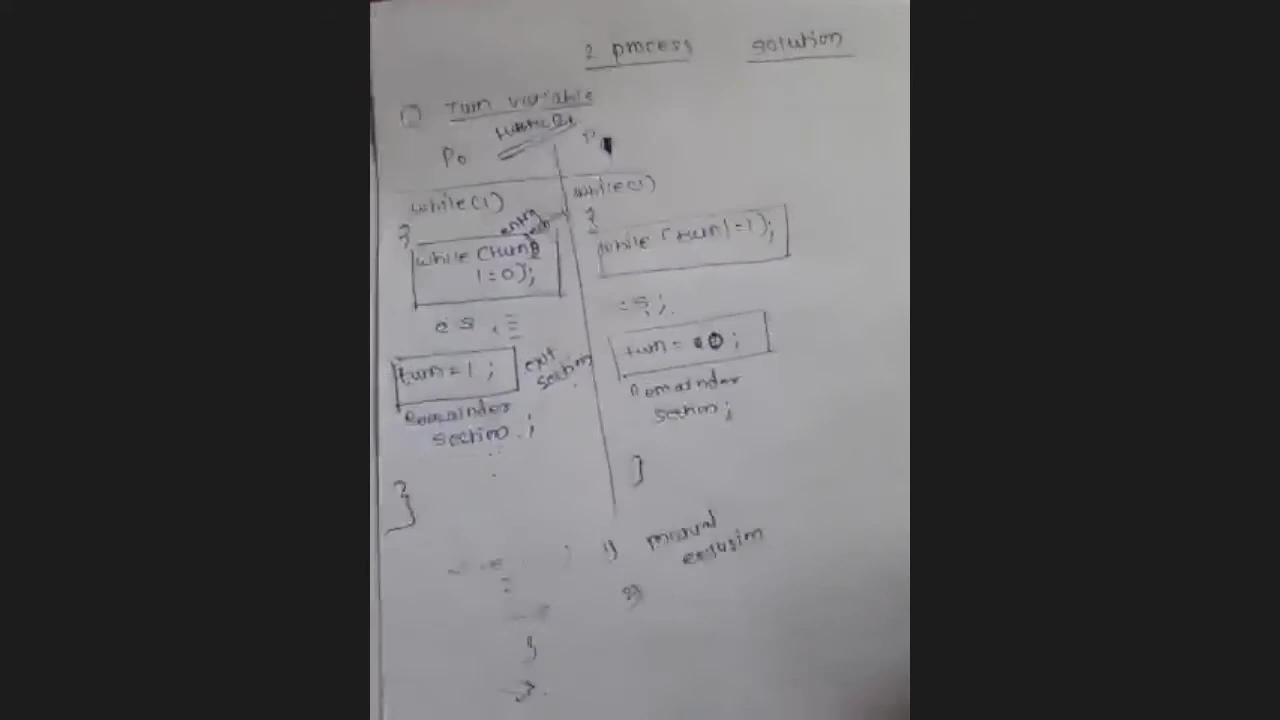 2 process solution
① Turn variable
P0
P
while(1)
{
entry
while (turn
!=0);
cs
turn = 1 ;
exit
section
Remainder
section ;
}
while(1)
{
while (turn!=1);
cs;
turn = 0 ;
Remainder
section;
}
1) mutual
exclusion
2)